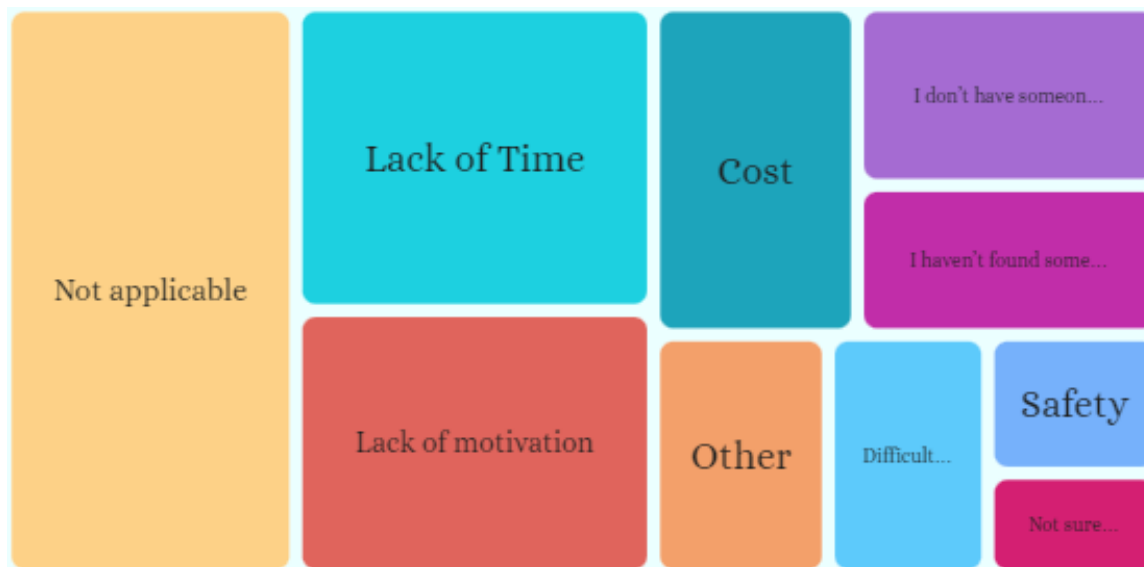 Not applicable
Lack of Time
Lack of motivation
Cost
I don’t have someon...
I haven’t found some...
Other
Difficult...
Safety
Not sure...